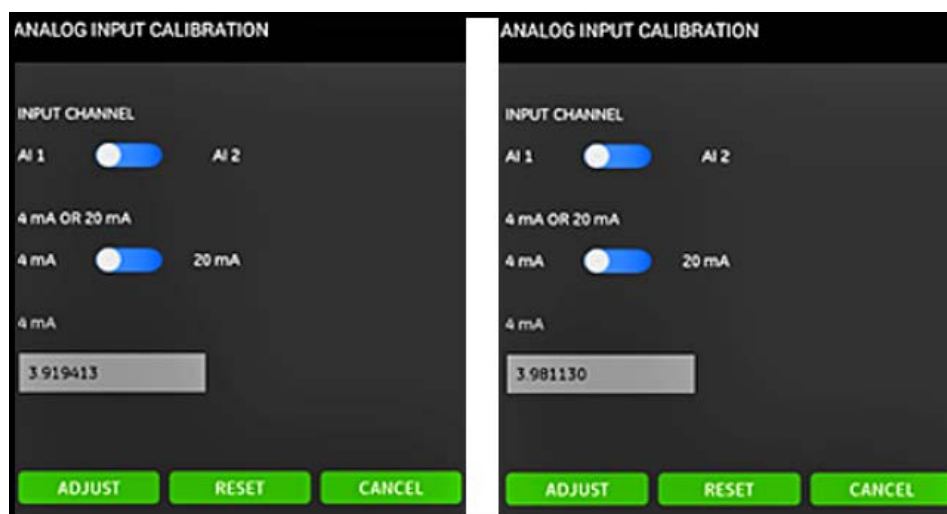 ANALOG INPUT CALIBRATION
INPUT CHANNEL
AI 1 AI 2
4 mA OR 20 mA
4 mA 20 mA
4 mA
3.919413
ADJUST RESET CANCEL
ANALOG INPUT CALIBRATION
INPUT CHANNEL
AI 1 AI 2
4 mA OR 20 mA
4 mA 20 mA
4 mA
3.981130
ADJUST RESET CANCEL